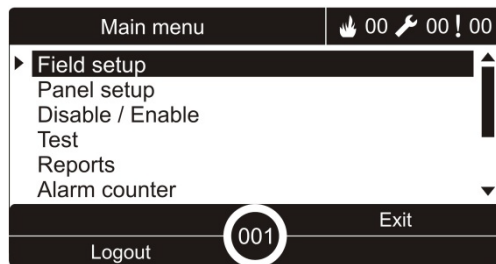 Main menu 00 00 ! 00
Field setup
Panel setup
Disable / Enable
Test
Reports
Alarm counter
Exit
001
Logout